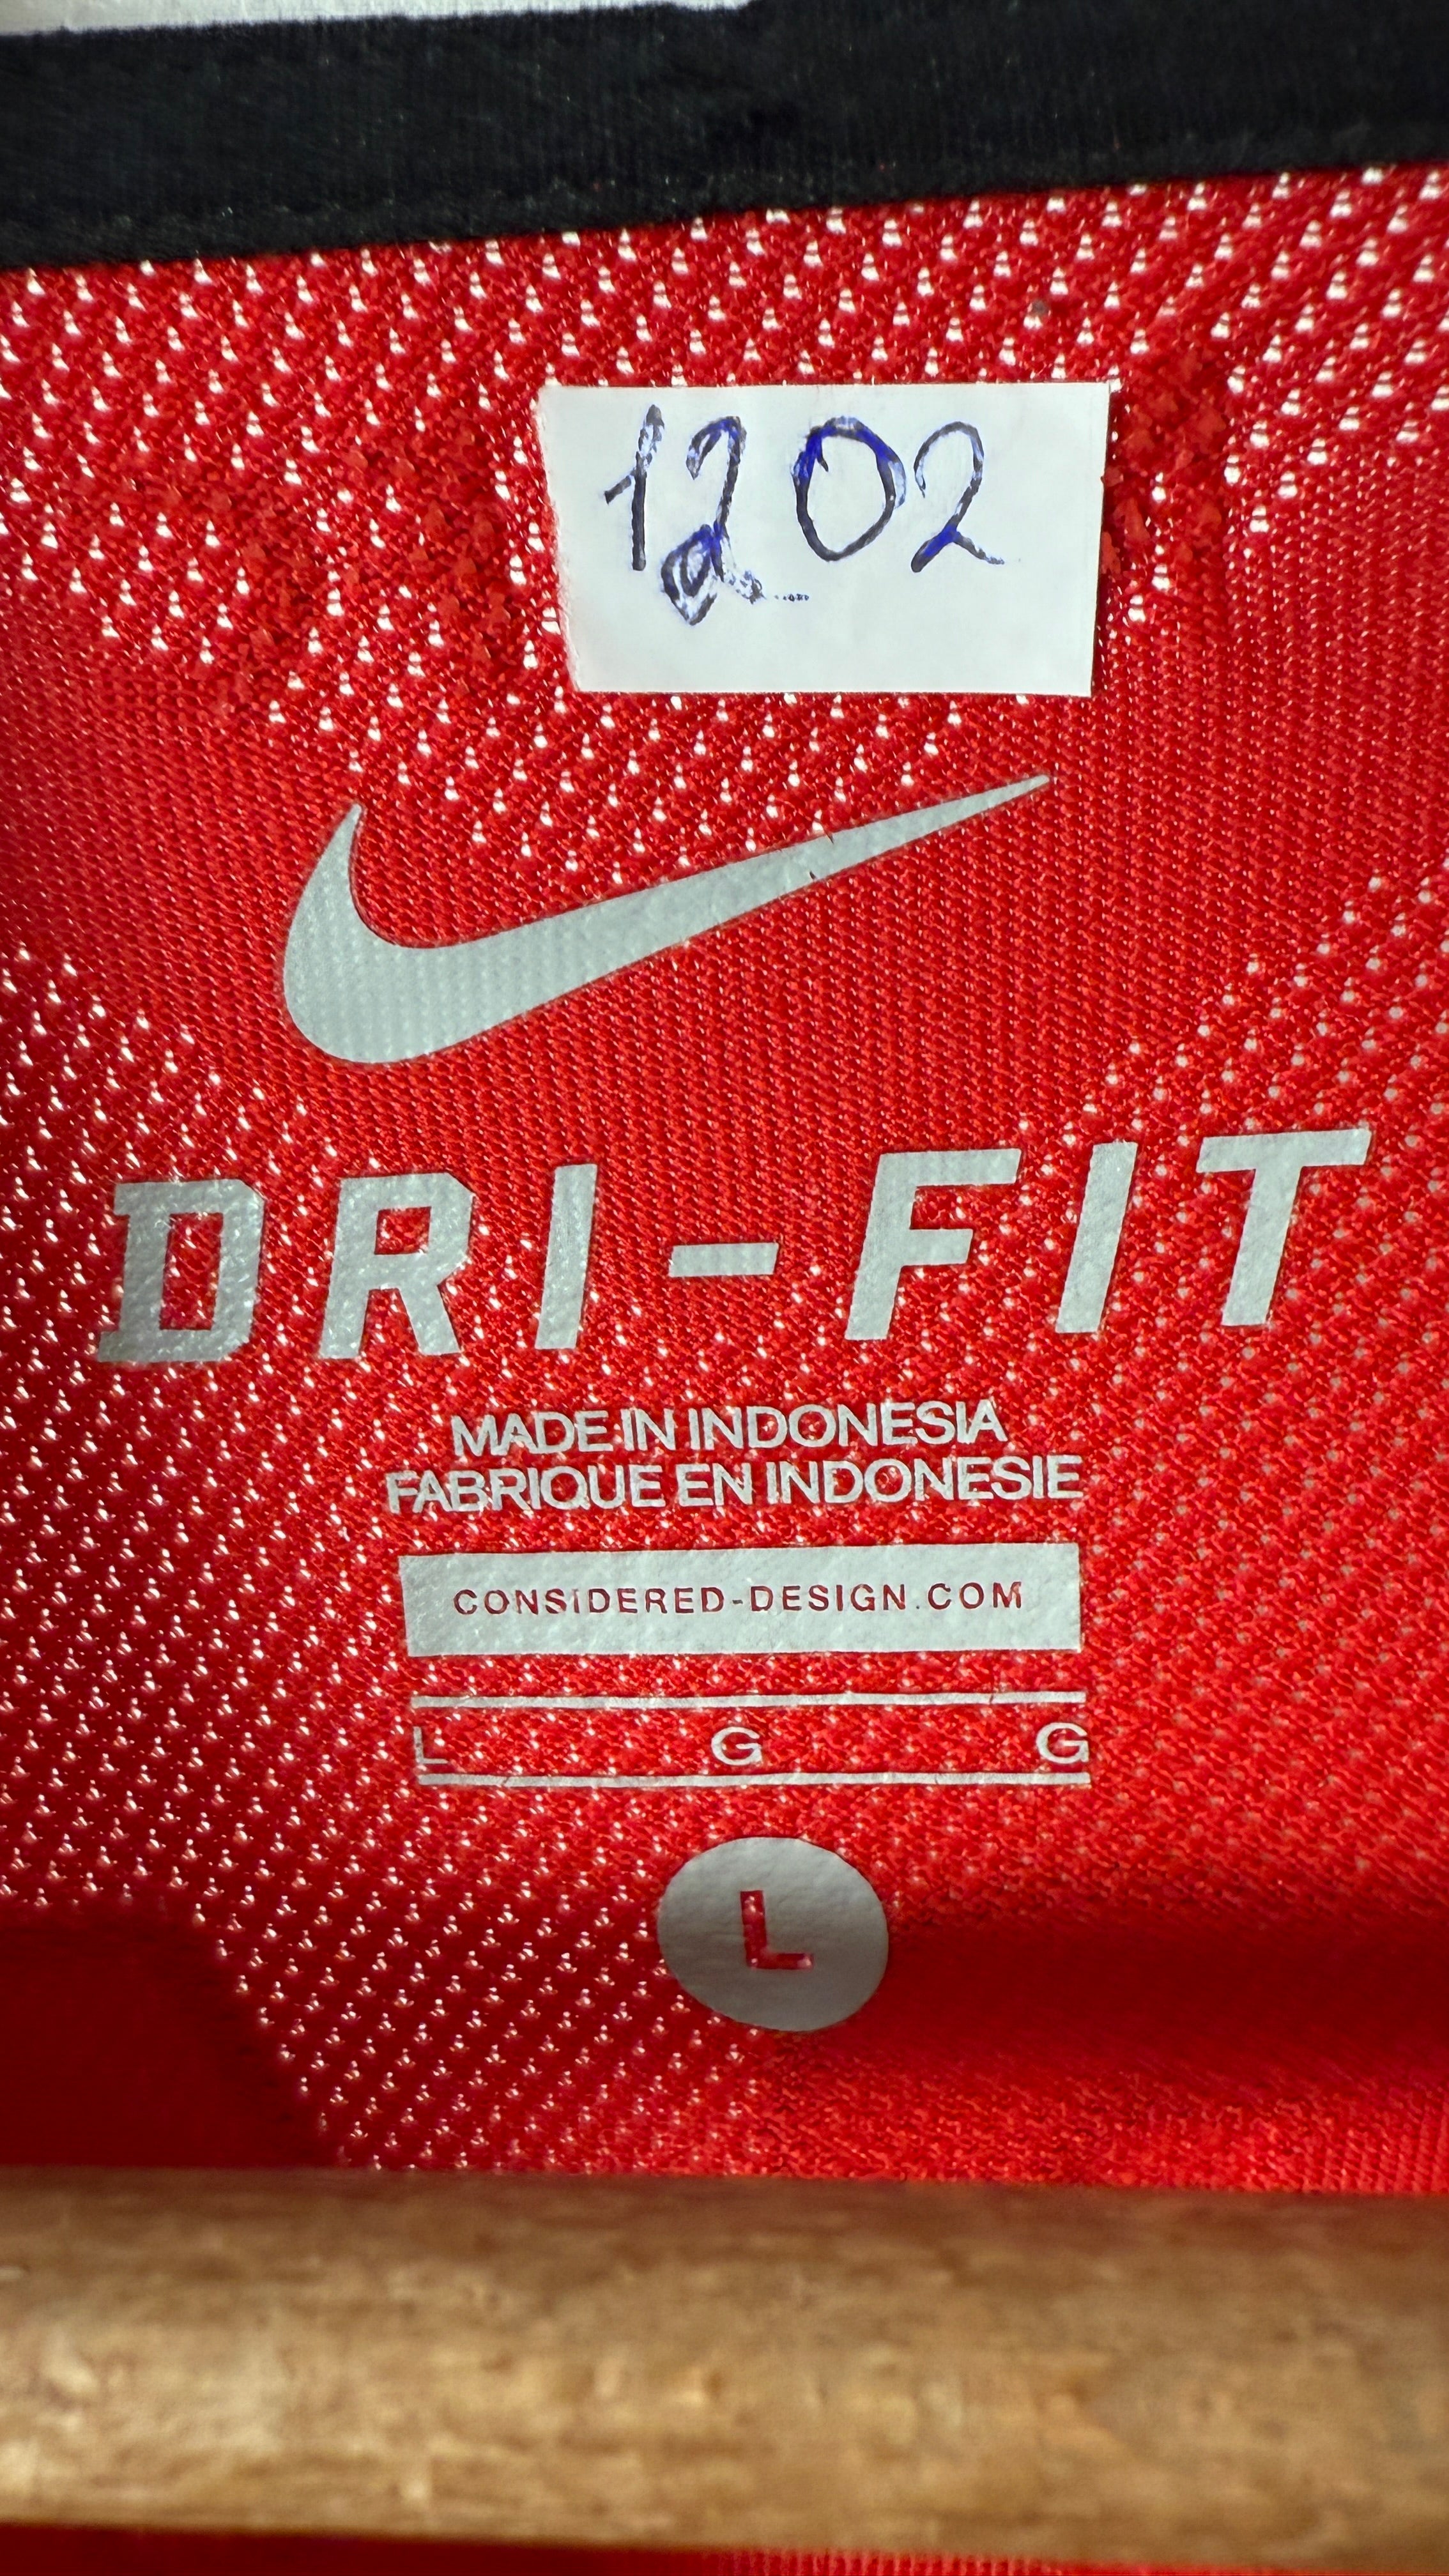 1202
DRI-FIT
MADE IN INDONESIA
FABRIQUE EN INDONESIE
CONSIDERED-DESIGN.COM
L G G
L